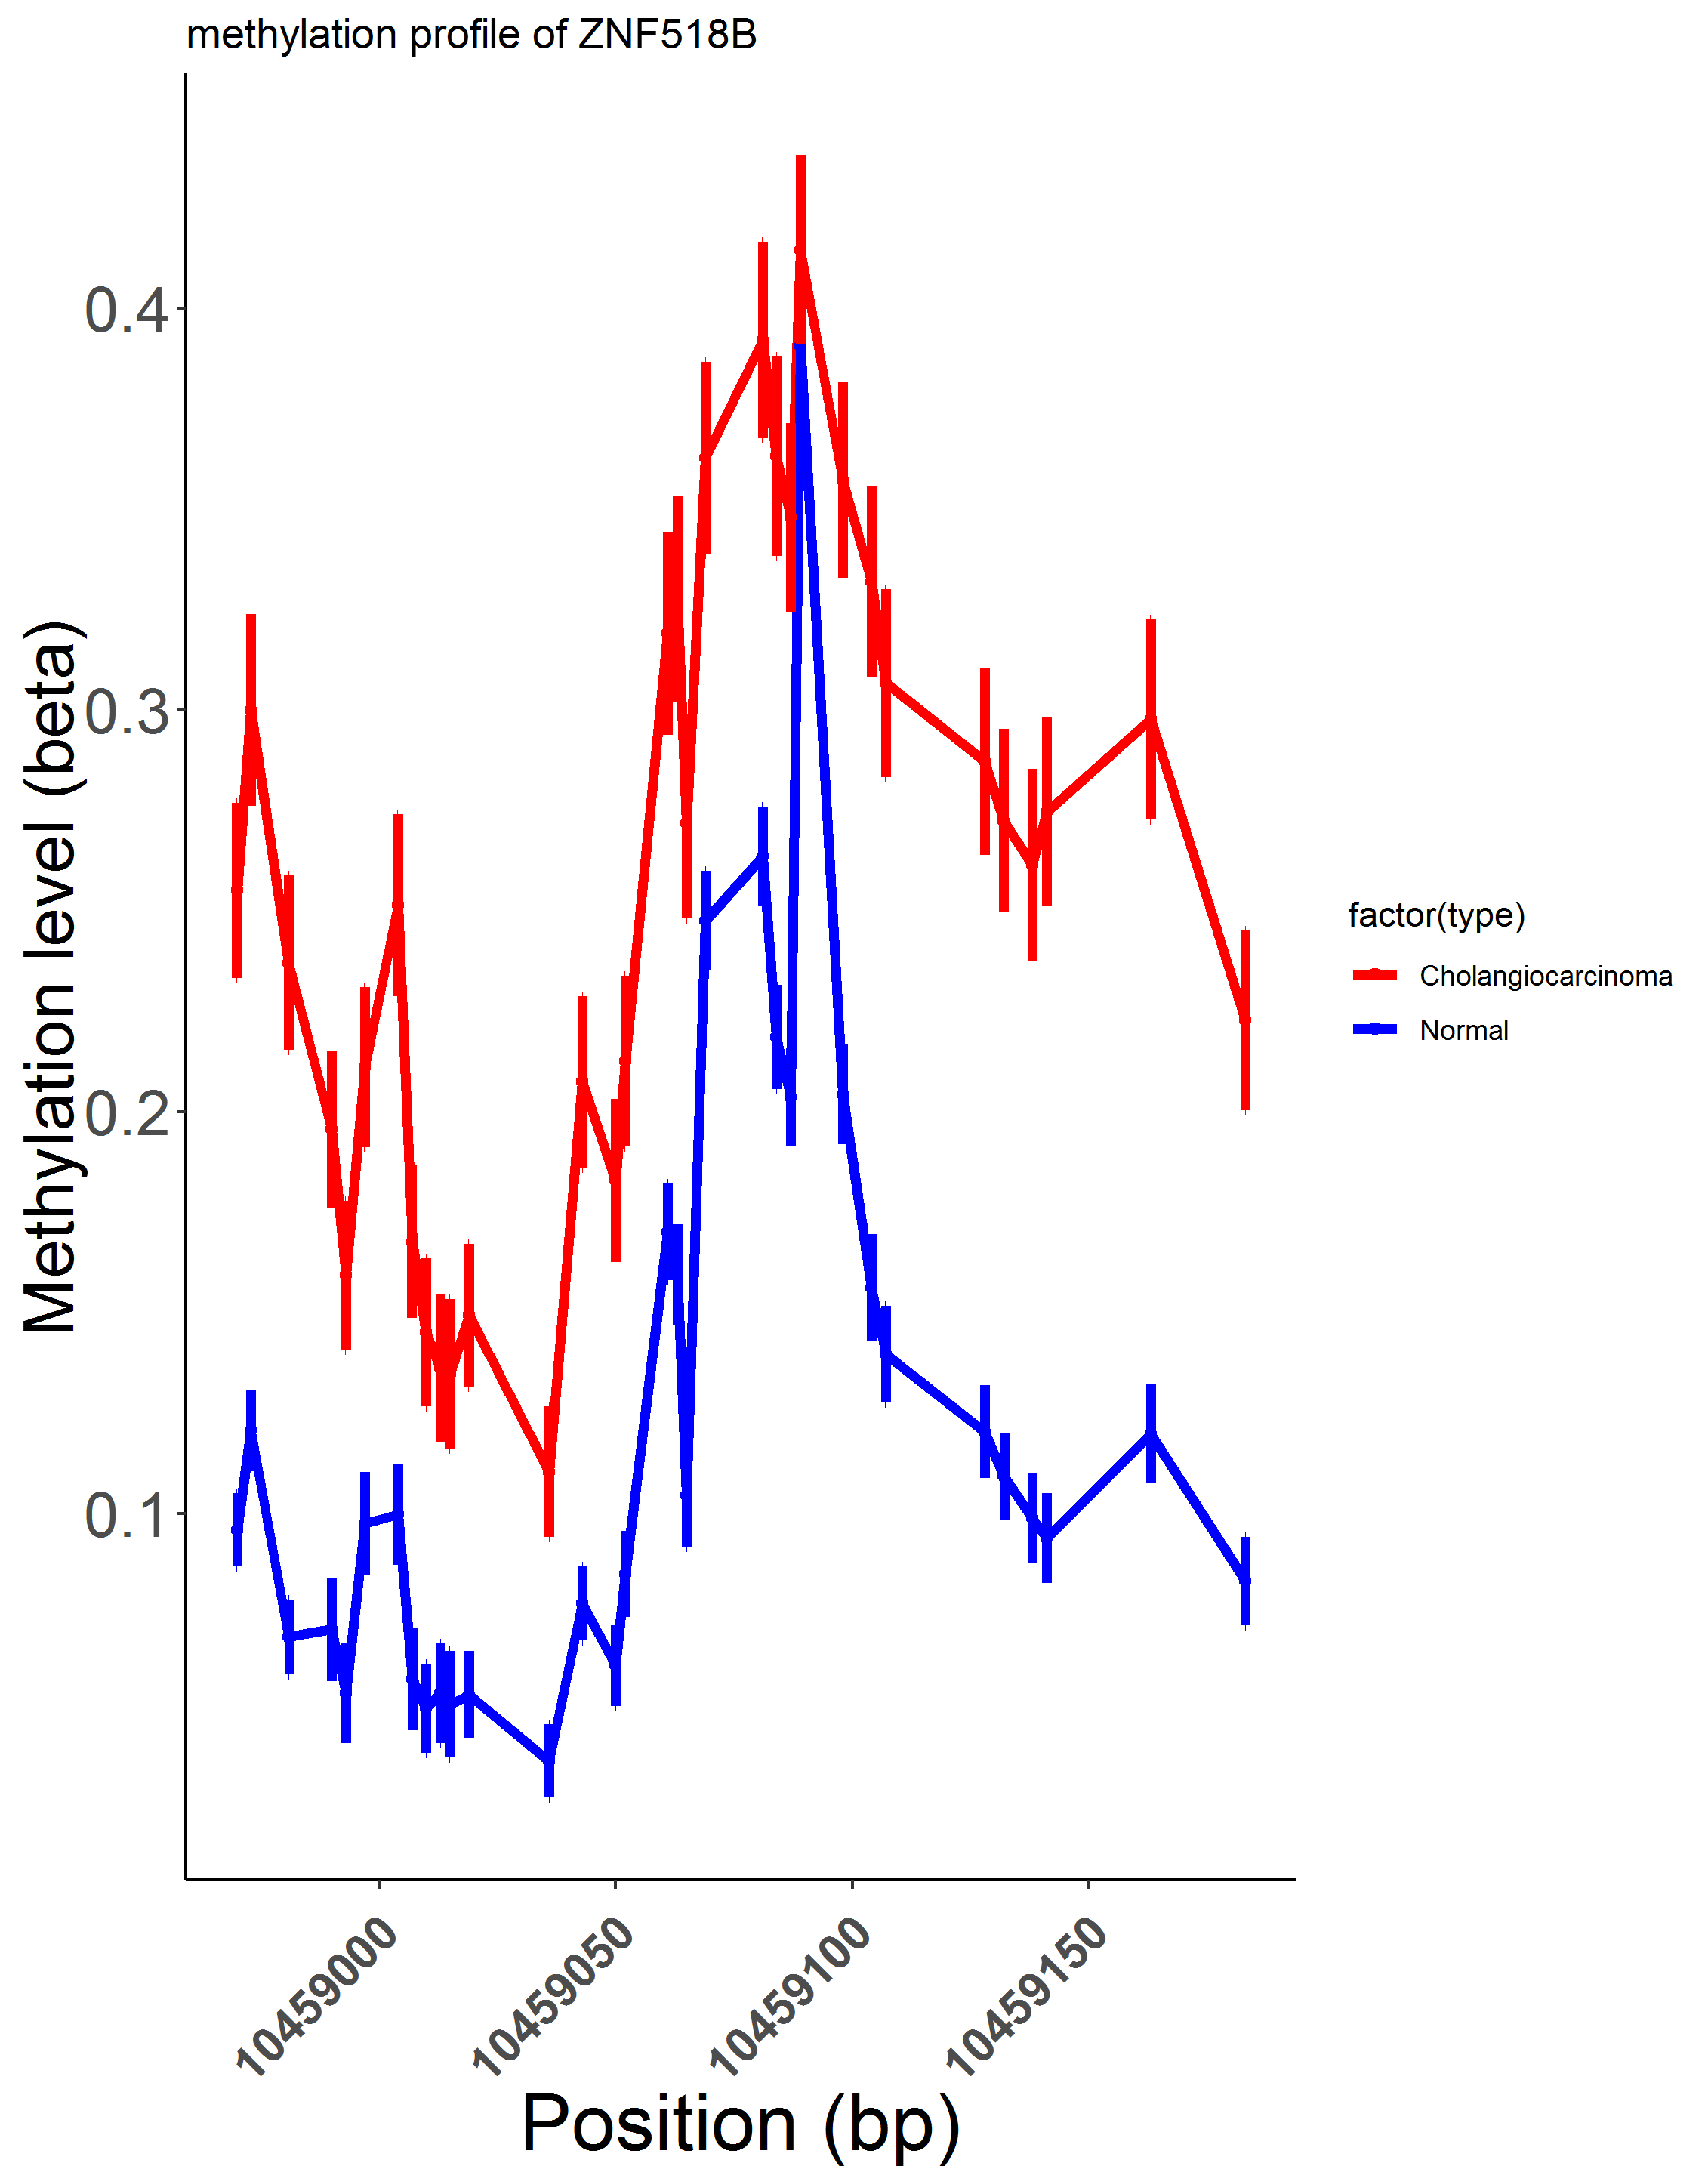 methylation profile of ZNF518B
Methylation level (beta)
0.4
0.3
0.2
0.1
10459000
10459050
10459100
10459150
Position (bp)
factor(type)
Cholangiocarcinoma
Normal